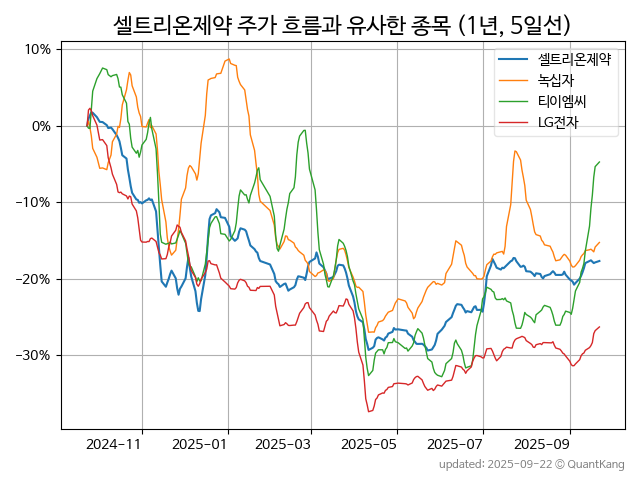 셀트리온제약 주가 흐름과 유사한 종목 (1년, 5일선)
셀트리온제약
녹십자
티이엠씨
LG전자
10%
0%
−10%
−20%
−30%
2024-11
2025-01
2025-03
2025-05
2025-07
2025-09
updated: 2025-09-22 © QuantKang